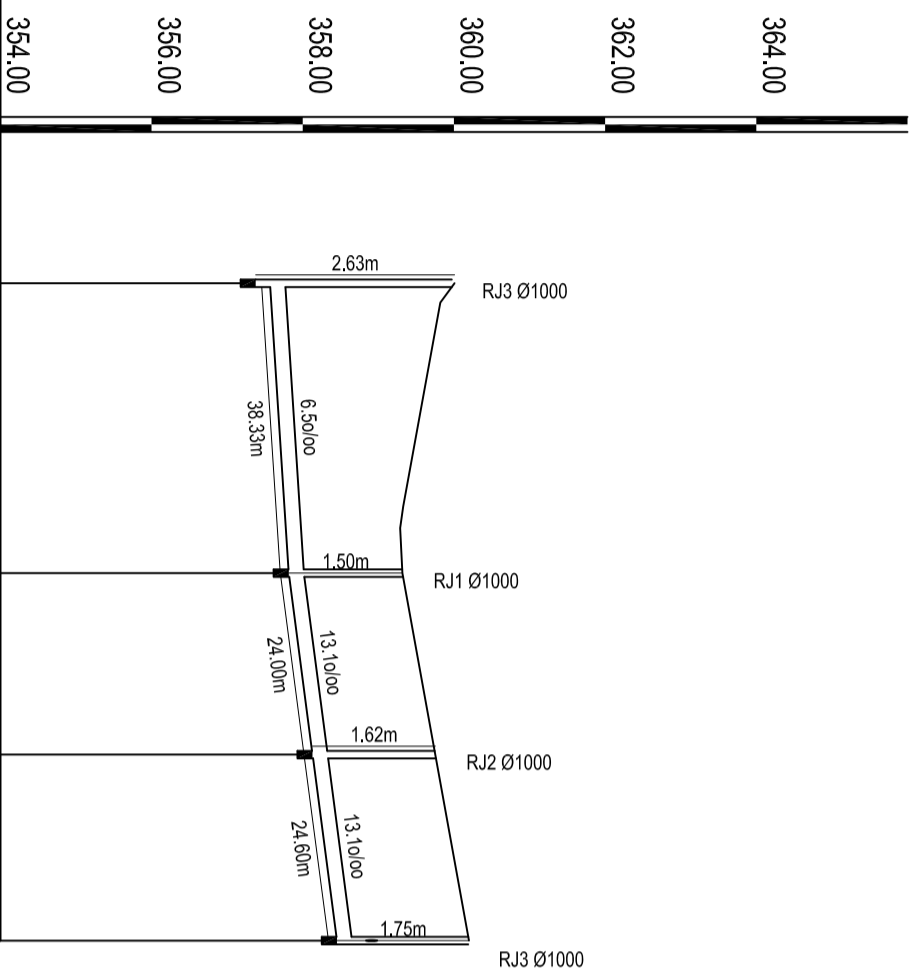 354.00
356.00
358.00
360.00
362.00
364.00
2.63m
RJ3 Ø1000
38.33m
6.5o/oo
1.50m
RJ1 Ø1000
24.00m
13.1o/oo
1.62m
RJ2 Ø1000
24.60m
13.1o/oo
1.75m
RJ3 Ø1000